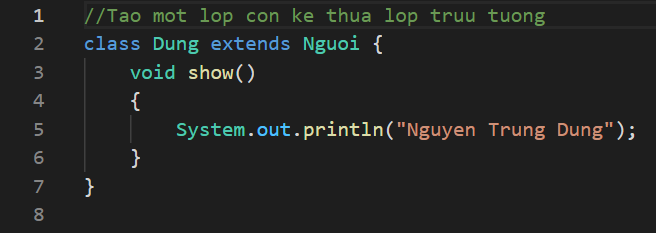 1 //Tao mot lop con ke thua lop truu tuong
2 class Dung extends Nguoi {
3     void show()
4     {
5         System.out.println("Nguyen Trung Dung");
6     }
7 }
8